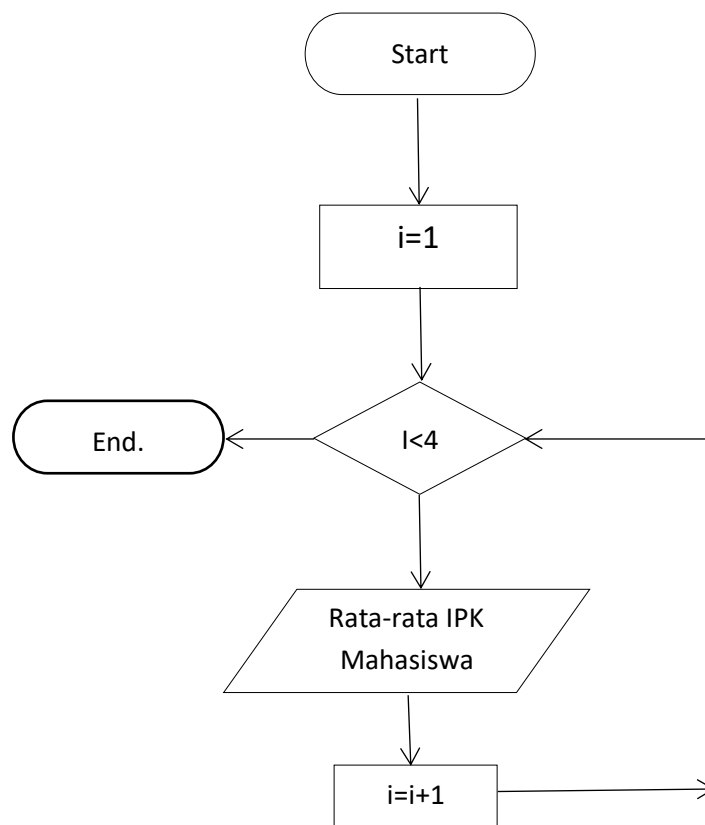 Start
i=1
I<4
End.
Rata-rata IPK
Mahasiswa
i=i+1